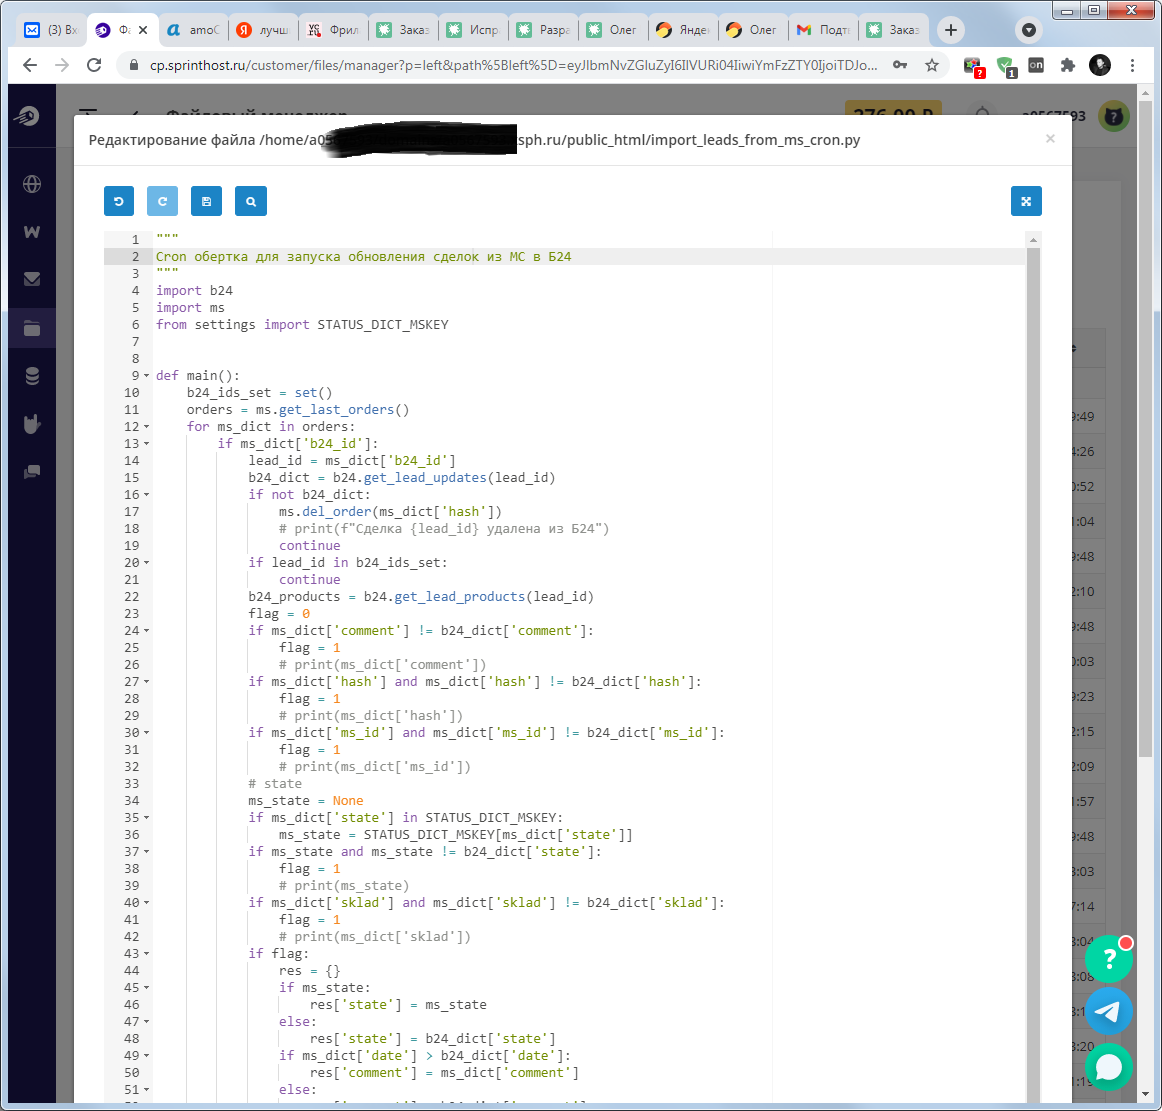 (3) Вх
Фа
amoC
лучш
Фрил
Заказ
Испр
Разра
Олег
Яндек
Олег
Подт
Заказ
cp.sprinthost.ru/customer/files/manager?p=left&path%5Bleft%5D=eyJlbmNvZGluZyI6IlVURi04IiwiYmFzZTY0IjoiTDJo...
Файловый менеджер
276,00 ₽
a0567593
Редактирование файла /home/a05
sph.ru/public_html/import_leads_from_ms_cron.py
1 """
2 Cron обертка для запуска обновления сделок из МС в Б24
3 """
4 import b24
5 import ms
6 from settings import STATUS_DICT_MSKEY
7
8
9 def main():
10 b24_ids_set = set()
11 orders = ms.get_last_orders()
12 for ms_dict in orders:
13 if ms_dict['b24_id']:
14 lead_id = ms_dict['b24_id']
15 b24_dict = b24.get_lead_updates(lead_id)
16 if not b24_dict:
17 ms.del_order(ms_dict['hash'])
18 # print(f"Сделка {lead_id} удалена из Б24")
19 continue
20 if lead_id in b24_ids_set:
21 continue
22 b24_products = b24.get_lead_products(lead_id)
23 flag = 0
24 if ms_dict['comment'] != b24_dict['comment']:
25 flag = 1
26 # print(ms_dict['comment'])
27 if ms_dict['hash'] and ms_dict['hash'] != b24_dict['hash']:
28 flag = 1
29 # print(ms_dict['hash'])
30 if ms_dict['ms_id'] and ms_dict['ms_id'] != b24_dict['ms_id']:
31 flag = 1
32 # print(ms_dict['ms_id'])
33 # state
34 ms_state = None
35 if ms_dict['state'] in STATUS_DICT_MSKEY:
36 ms_state = STATUS_DICT_MSKEY[ms_dict['state']]
37 if ms_state and ms_state != b24_dict['state']:
38 flag = 1
39 # print(ms_state)
40 if ms_dict['sklad'] and ms_dict['sklad'] != b24_dict['sklad']:
41 flag = 1
42 # print(ms_dict['sklad'])
43 if flag:
44 res = {}
45 if ms_state:
46 res['state'] = ms_state
47 else:
48 res['state'] = b24_dict['state']
49 if ms_dict['date'] > b24_dict['date']:
50 res['comment'] = ms_dict['comment']
51 else: